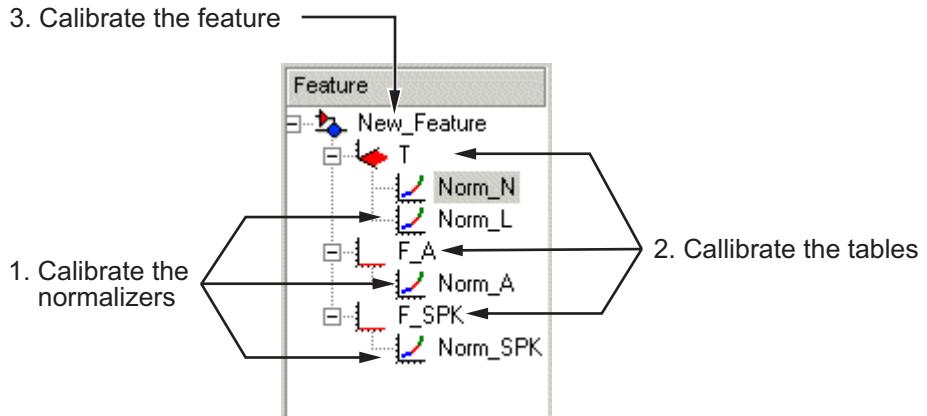 3. Calibrate the feature
Feature
New_Feature
T
Norm_N
Norm_L
F_A
Norm_A
F_SPK
Norm_SPK
1. Calibrate the
normalizers
2. Callibrate the tables